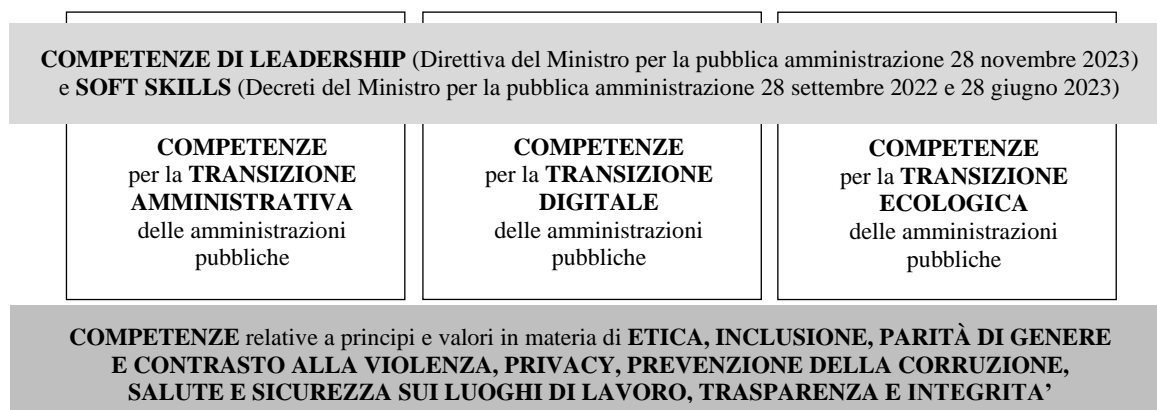 COMPETENZE DI LEADERSHIP (Direttiva del Ministro per la pubblica amministrazione 28 novembre 2023)
e SOFT SKILLS (Decreti del Ministro per la pubblica amministrazione 28 settembre 2022 e 28 giugno 2023)
COMPETENZE
per la TRANSIZIONE
AMMINISTRATIVA
delle amministrazioni
pubbliche
COMPETENZE
per la TRANSIZIONE
DIGITALE
delle amministrazioni
pubbliche
COMPETENZE
per la TRANSIZIONE
ECOLOGICA
delle amministrazioni
pubbliche
COMPETENZE relative a principi e valori in materia di ETICA, INCLUSIONE, PARITÀ DI GENERE
E CONTRASTO ALLA VIOLENZA, PRIVACY, PREVENZIONE DELLA CORRUZIONE,
SALUTE E SICUREZZA SUI LUOGHI DI LAVORO, TRASPARENZA E INTEGRITA'